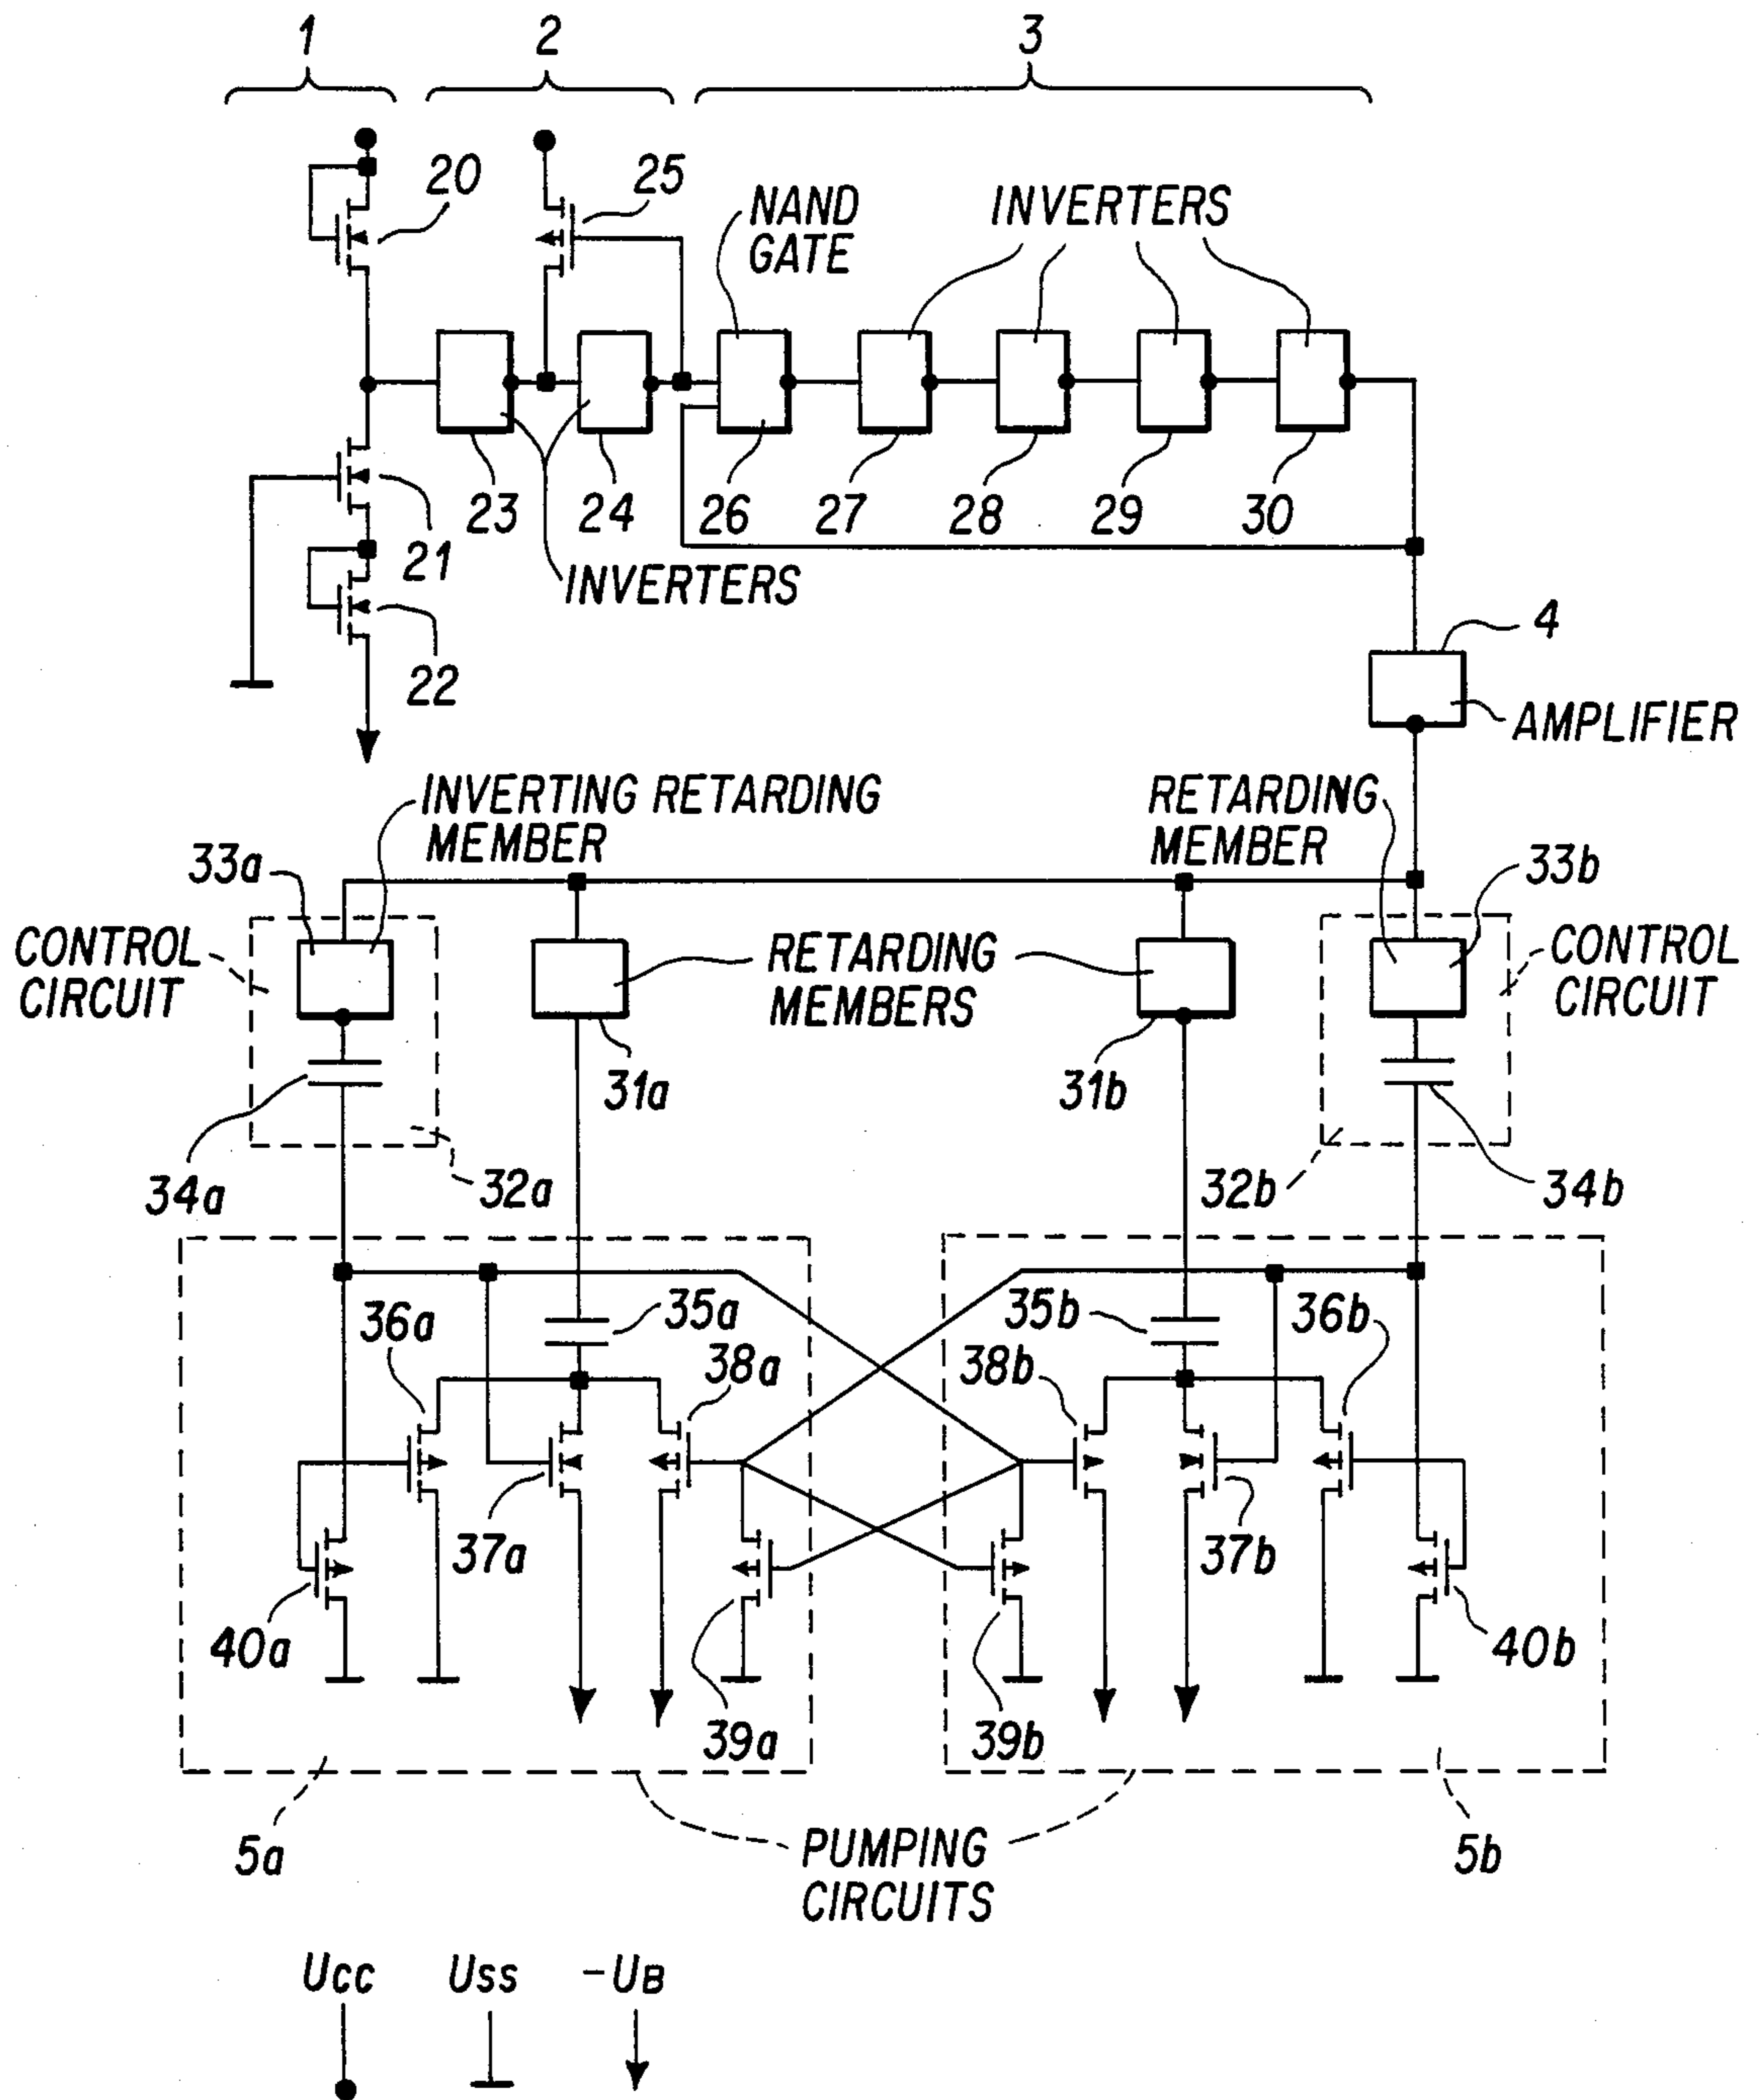 1 2 3
20
25
NAND
GATE
INVERTERS
23 24 26 27 28 29 30
21
INVERTERS
22
4
AMPLIFIER
INVERTING RETARDING
MEMBER
RETARDING
MEMBER
33a
33b
CONTROL
CIRCUIT
RETARDING
MEMBERS
CONTROL
CIRCUIT
31a 31b
34a 32a 32b 34b
36a 35a 38a
35b 36b 38b
37a 37b
40a 39a 39b 40b
5a PUMPING
CIRCUITS 5b
UCC USS -UB